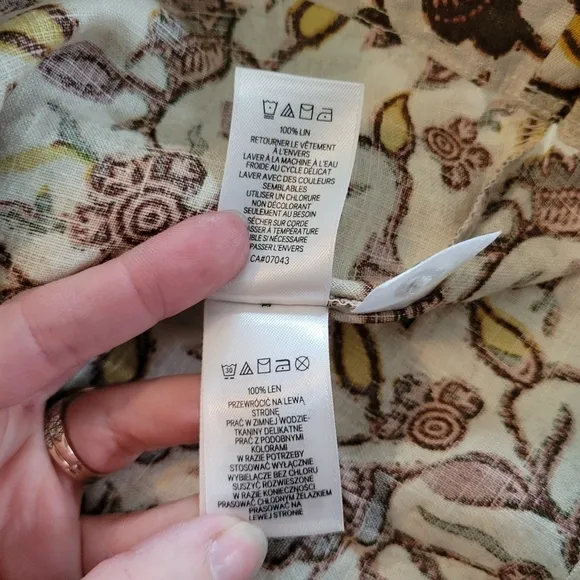 100% LIN
RETOURNER LE VÊTEMENT
À L'ENVERS
LAVER À LA MACHINE À L'EAU
FROIDE AU CYCLE DÉLICAT
LAVER AVEC DES COULEURS
SEMBLABLES
UTILISER UN CHLORURE
NON DÉCOLORANT
SEULEMENT AU BESOIN
SÉCHER SUR CORDE
À TEMPÉRATURE
SI NÉCESSAIRE
L'ENVERS
CA#07043
30
100% LEN
PRZEWRÓCIĆ NA LEWĄ
STRONĘ
PRAĆ W ZIMNEJ WODZIE-
TKANINY DELIKATNE
PRAĆ Z PODOBNYMI
KOLORAMI
W RAZIE POTRZEBY
STOSOWAĆ WYŁĄCZNIE
WYBIELACZE BEZ CHLORU
SUSZYĆ ROZWIESZONE
W RAZIE KONIECZNOŚCI
PRASOWAĆ CHŁODNYM ŻELAZKIEM
PRASOWAĆ NA
LEWEJ STRONIE